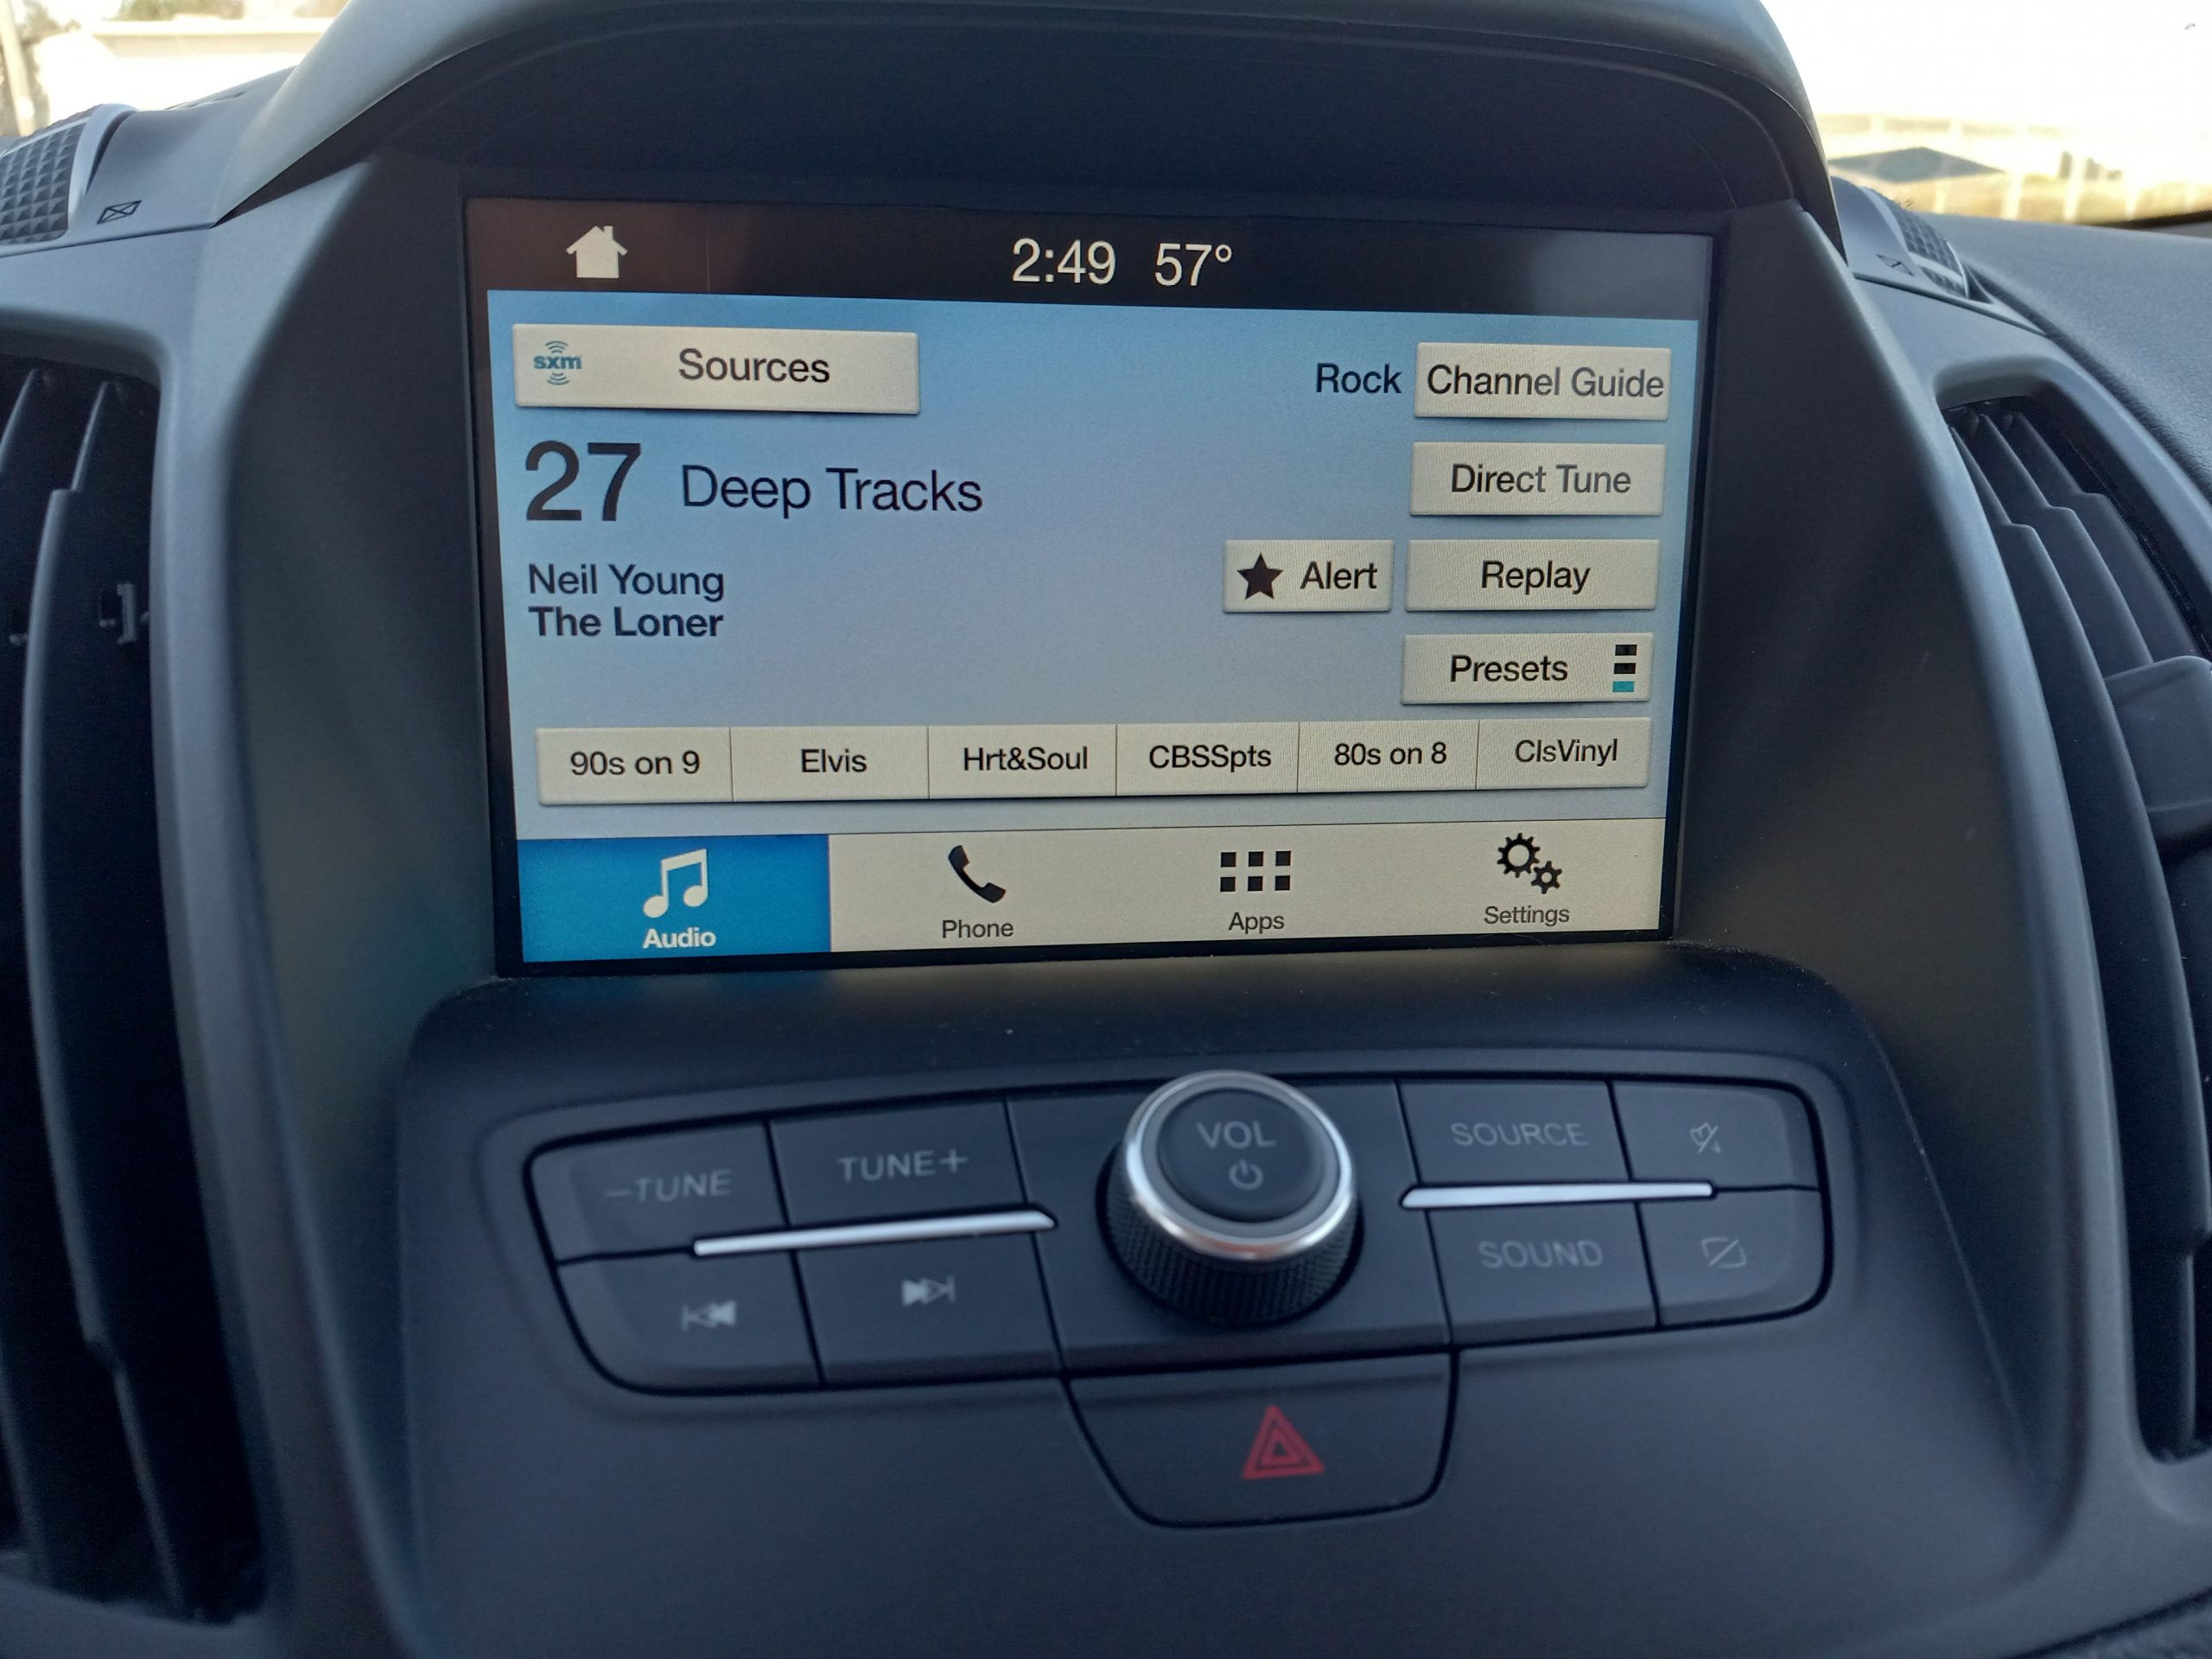 2:49 57°
sxm Sources
Rock Channel Guide
27 Deep Tracks
Direct Tune
Neil Young
The Loner
Alert
Replay
Presets
90s on 9 Elvis Hrt&Soul CBSSpts 80s on 8 ClsVinyl
Audio Phone Apps Settings
–TUNE TUNE+ VOL SOURCE
SOUND